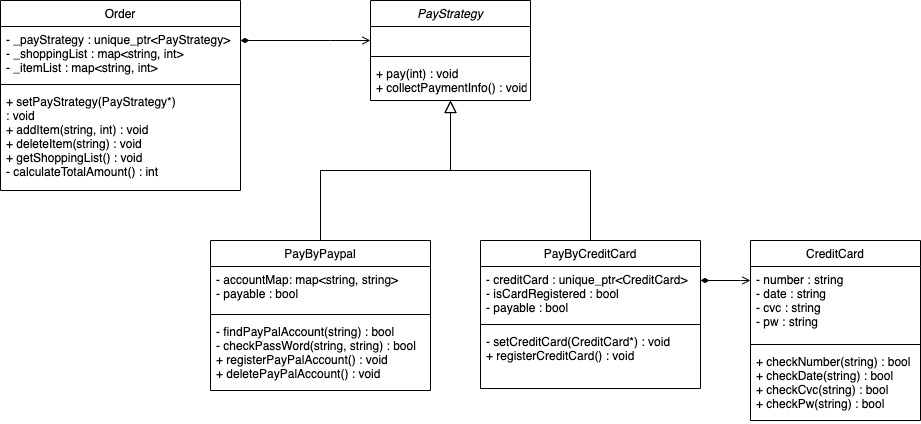 Order
- _payStrategy : unique_ptr<PayStrategy>
- _shoppingList : map<string, int>
- _itemList : map<string, int>
+ setPayStrategy(PayStrategy*)
: void
+ addItem(string, int) : void
+ deleteItem(string) : void
+ getShoppingList() : void
- calculateTotalAmount() : int
PayStrategy
+ pay(int) : void
+ collectPaymentInfo() : void
PayByPaypal
- accountMap: map<string, string>
- payable : bool
- findPayPalAccount(string) : bool
- checkPassWord(string, string) : bool
+ registerPayPalAccount() : void
+ deletePayPalAccount() : void
PayByCreditCard
- creditCard : unique_ptr<CreditCard>
- isCardRegistered : bool
- payable : bool
- setCreditCard(CreditCard*) : void
+ registerCreditCard() : void
CreditCard
- number : string
- date : string
- cvc : string
- pw : string
+ checkNumber(string) : bool
+ checkDate(string) : bool
+ checkCvc(string) : bool
+ checkPw(string) : bool